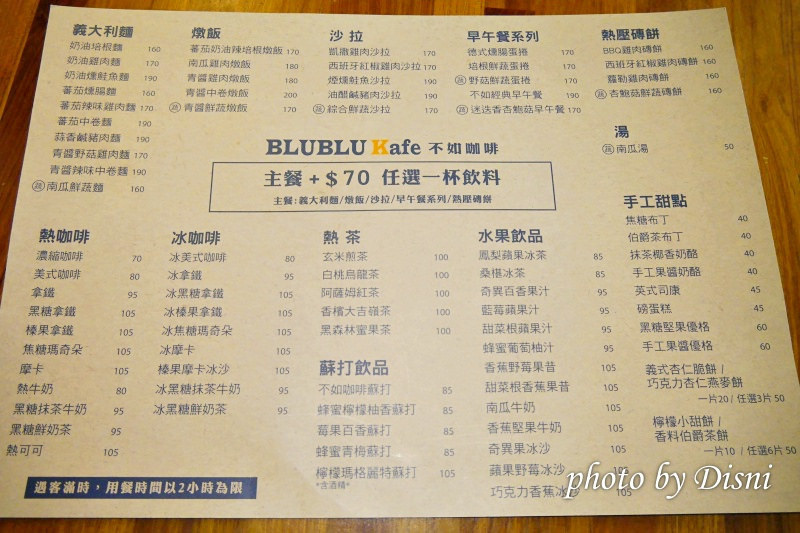 義大利麵
奶油培根麵 160
奶油雞肉麵 150
奶油燻鮭魚麵 190
蕃茄燻腸麵 160
蕃茄辣味雞肉麵 170
蕃茄中卷麵 190
蒜香鹹豬肉麵 190
青醬野菇雞肉麵 170
青醬辣味中卷麵 190
蔬 南瓜鮮蔬麵 160
燉飯
蕃茄奶油辣培根燉飯 170
南瓜雞肉燉飯 180
青醬雞肉燉飯 180
青醬中卷燉飯 200
蔬 青醬鮮蔬燉飯 170
沙拉
凱撒雞肉沙拉 170
西班牙紅椒雞肉沙拉 170
煙燻鮭魚沙拉 190
油醋鹹豬肉沙拉 190
蔬 綜合鮮蔬沙拉 170
早午餐系列
德式燻腸蛋捲 170
培根鮮蔬蛋捲 170
蔬 野菇鮮蔬蛋捲 170
不如經典早午餐 190
蔬 迷迭香杏鮑菇早午餐 170
熱壓磚餅
BBQ雞肉磚餅 160
西班牙紅椒雞肉磚餅 160
蘿勒雞肉磚餅 160
蔬 杏鮑菇鮮蔬磚餅 160
湯
蔬 南瓜湯 50
BLUBLU Kafe 不如咖啡
主餐 + $70 任選一杯飲料
主餐:義大利麵/燉飯/沙拉/早午餐系列/熱壓磚餅
熱咖啡
濃縮咖啡 70
美式咖啡 80
拿鐵 95
黑糖拿鐵 105
榛果拿鐵 105
焦糖瑪奇朵 105
摩卡 105
熱牛奶 80
黑糖抹茶牛奶 95
黑糖鮮奶茶 95
熱可可 105
冰咖啡
冰美式咖啡 80
冰拿鐵 95
冰黑糖拿鐵 105
冰榛果拿鐵 105
冰焦糖瑪奇朵 105
冰摩卡 105
榛果摩卡冰沙 105
冰黑糖抹茶牛奶 95
冰黑糖鮮奶茶 95
熱茶
玄米煎茶 100
白桃烏龍茶 100
阿薩姆紅茶 100
香檳大吉嶺茶 100
黑森林蜜果茶 100
蘇打飲品
不如咖啡蘇打 85
蜂蜜檸檬柚香蘇打 85
莓果百香蘇打 85
蜂蜜青梅蘇打 85
檸檬瑪格麗特蘇打 105
*含酒精*
水果飲品
鳳梨蘋果冰茶 85
桑椹冰茶 85
奇異百香果汁 95
藍莓蘋果汁 95
甜菜根蘋果汁 95
蜂蜜葡萄柚汁 95
香蕉野莓果昔 105
甜菜根香蕉果昔 105
南瓜牛奶 105
香蕉堅果牛奶 105
奇異果冰沙 105
蘋果野莓冰沙 105
巧克力香蕉冰沙 105
手工甜點
焦糖布丁 40
伯爵茶布丁 40
抹茶椰香奶酪 40
手工果醬奶酪 40
英式司康 45
磅蛋糕 45
黑糖堅果優格 60
手工果醬優格 60
義式杏仁脆餅 /
巧克力杏仁燕麥餅
一片20 / 任選3片 50
檸檬小甜餅 /
香料伯爵茶餅
一片10 / 任選6片 50
遇客滿時，用餐時間以2小時為限
photo by Disni